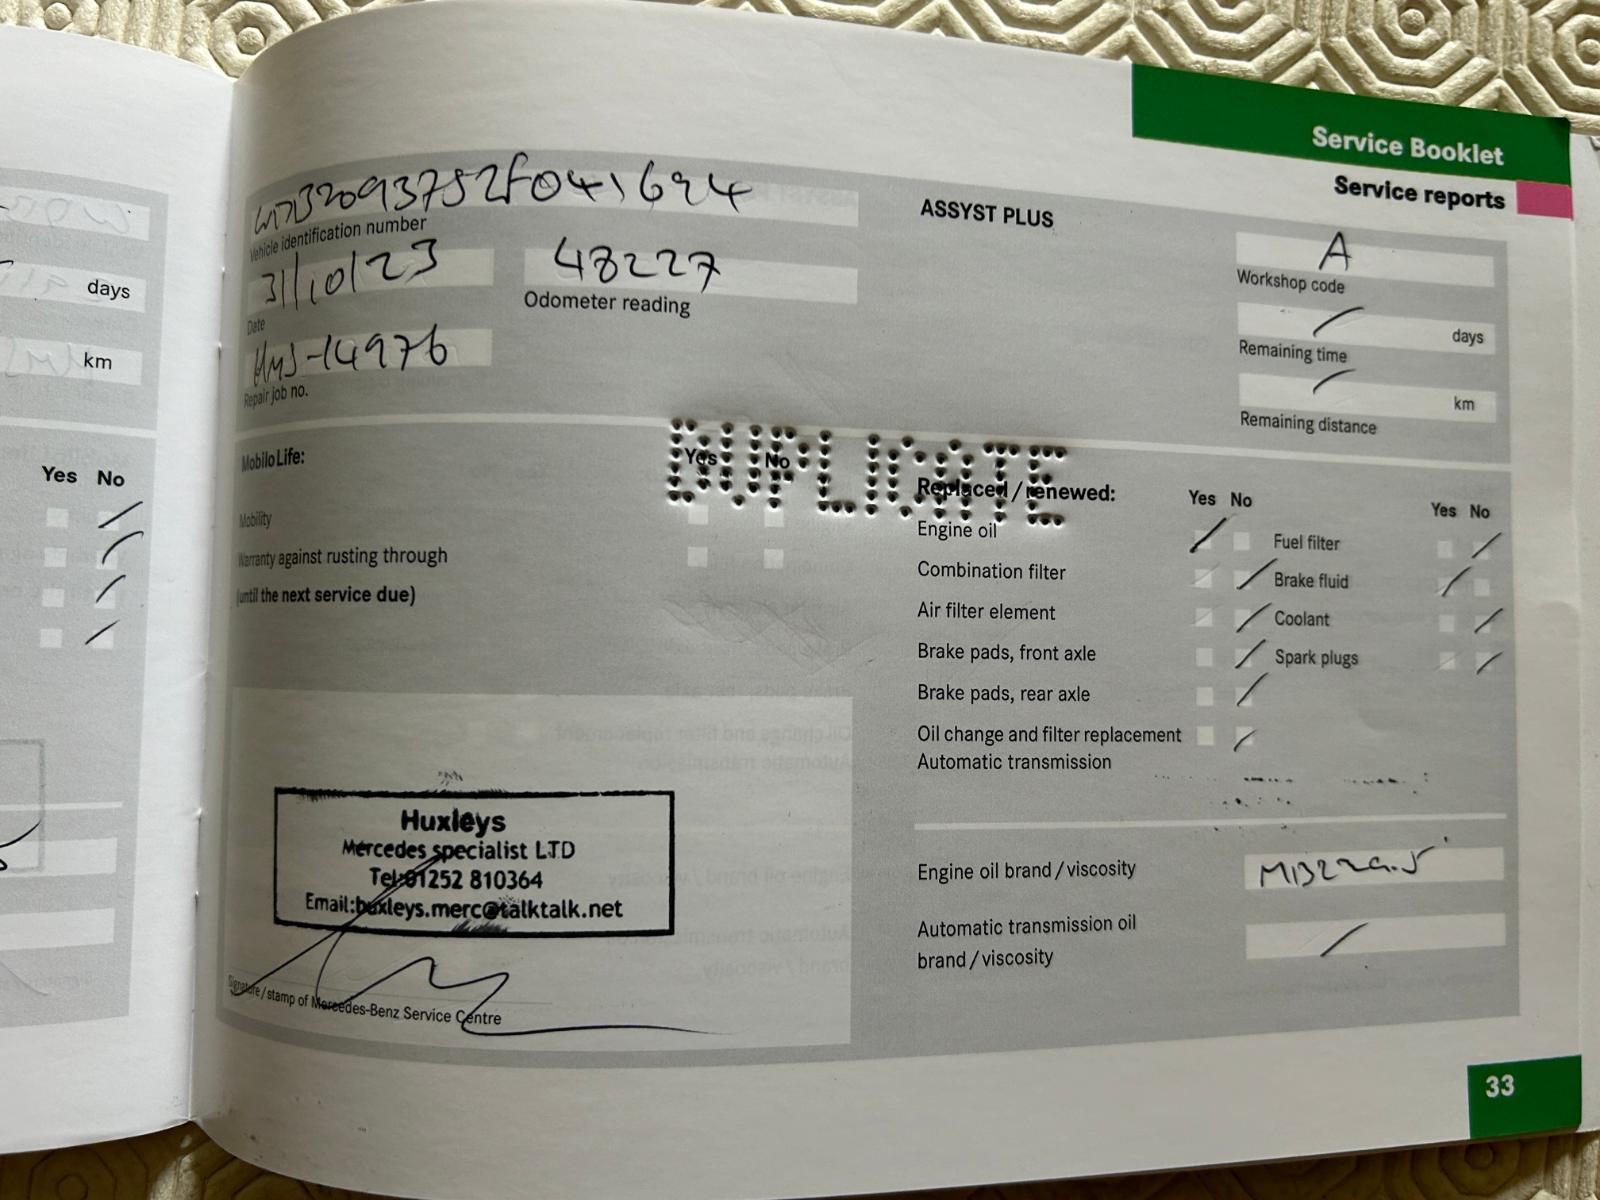 Service Booklet
Service reports
WDB2093752F041694
Vehicle identification number
31/10/23
Date
48227
Odometer reading
HMS-14976
Repair job no.
ASSYST PLUS
A
Workshop code
/ days
Remaining time
/ km
Remaining distance
days
km
Yes No
DUPLICATE
MobiloLife: Yes No
Mobility
Warranty against rusting through
(until the next service due)
Replaced/renewed: Yes No Yes No
Engine oil
Fuel filter
Combination filter
Brake fluid
Air filter element
Coolant
Brake pads, front axle
Spark plugs
Brake pads, rear axle
Oil change and filter replacement
Automatic transmission
Huxleys
Mercedes specialist LTD
Tel:01252 810364
Email:huxleys.merc@talktalk.net
Signature/stamp of Mercedes-Benz Service Centre
Engine oil brand/viscosity MB229.5
Automatic transmission oil
brand/viscosity /
33